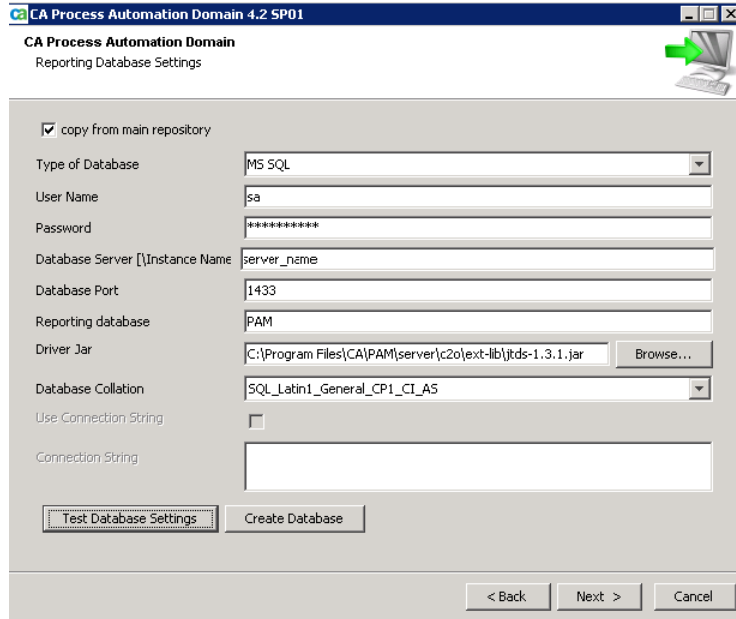 ca CA Process Automation Domain 4.2 SP01
CA Process Automation Domain
Reporting Database Settings
copy from main repository
Type of Database MS SQL
User Name sa
Password **********
Database Server [\Instance Name server_name
Database Port 1433
Reporting database PAM
Driver Jar C:\Program Files\CA\PAM\server\c2o\ext-lib\jtds-1.3.1.jar Browse...
Database Collation SQL_Latin1_General_CP1_CI_AS
Use Connection String
Connection String
Test Database Settings Create Database
< Back Next > Cancel